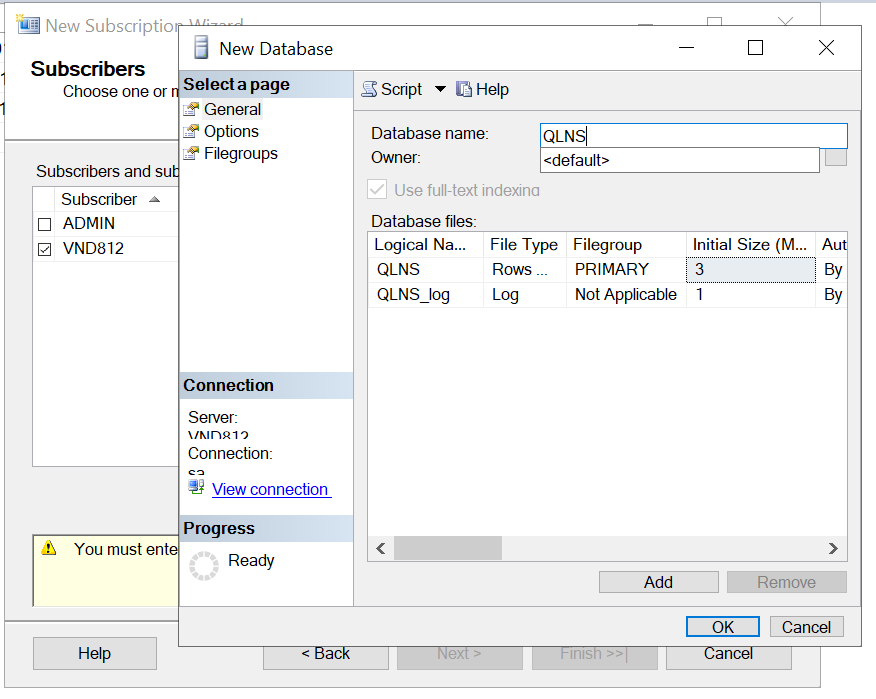 New Subscription Wizard
New Database
Subscribers
Choose one or m
Select a page
General
Options
Filegroups
Script
Help
Database name:
QLNS
Owner:
<default>
Use full-text indexing
Database files:
Logical Na... File Type Filegroup Initial Size (M... Aut
QLNS Rows ... PRIMARY 3 By
QLNS_log Log Not Applicable 1 By
Subscribers and sub
Subscriber
ADMIN
VND812
Connection
Server:
VND812
Connection:
sa
View connection
Progress
Ready
You must ente
Add
Remove
OK
Cancel
Help
< Back
Next >
Finish >>|
Cancel